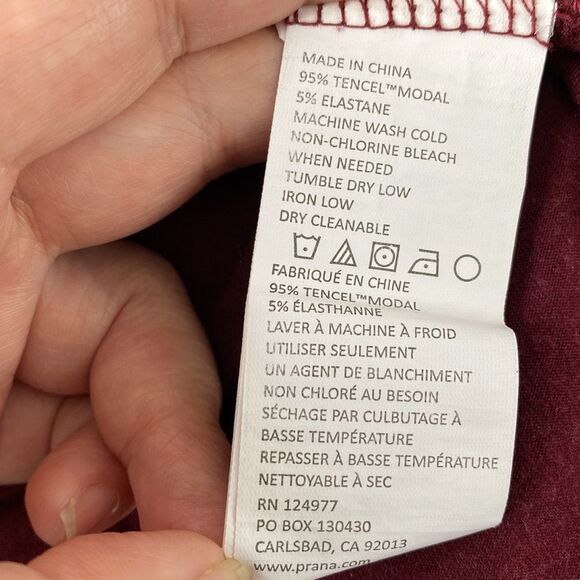 MADE IN CHINA
95% TENCEL™MODAL
5% ELASTANE
MACHINE WASH COLD
NON-CHLORINE BLEACH
WHEN NEEDED
TUMBLE DRY LOW
IRON LOW
DRY CLEANABLE
FABRIQUÉ EN CHINE
95% TENCEL™MODAL
5% ÉLASTHANNE
LAVER À MACHINE À FROID
UTILISER SEULEMENT
UN AGENT DE BLANCHIMENT
NON CHLORÉ AU BESOIN
SÉCHAGE PAR CULBUTAGE À
BASSE TEMPÉRATURE
REPASSER À BASSE TEMPÉRATURE
NETTOYABLE À SEC
RN 124977
PO BOX 130430
CARLSBAD, CA 92013
www.prana.com